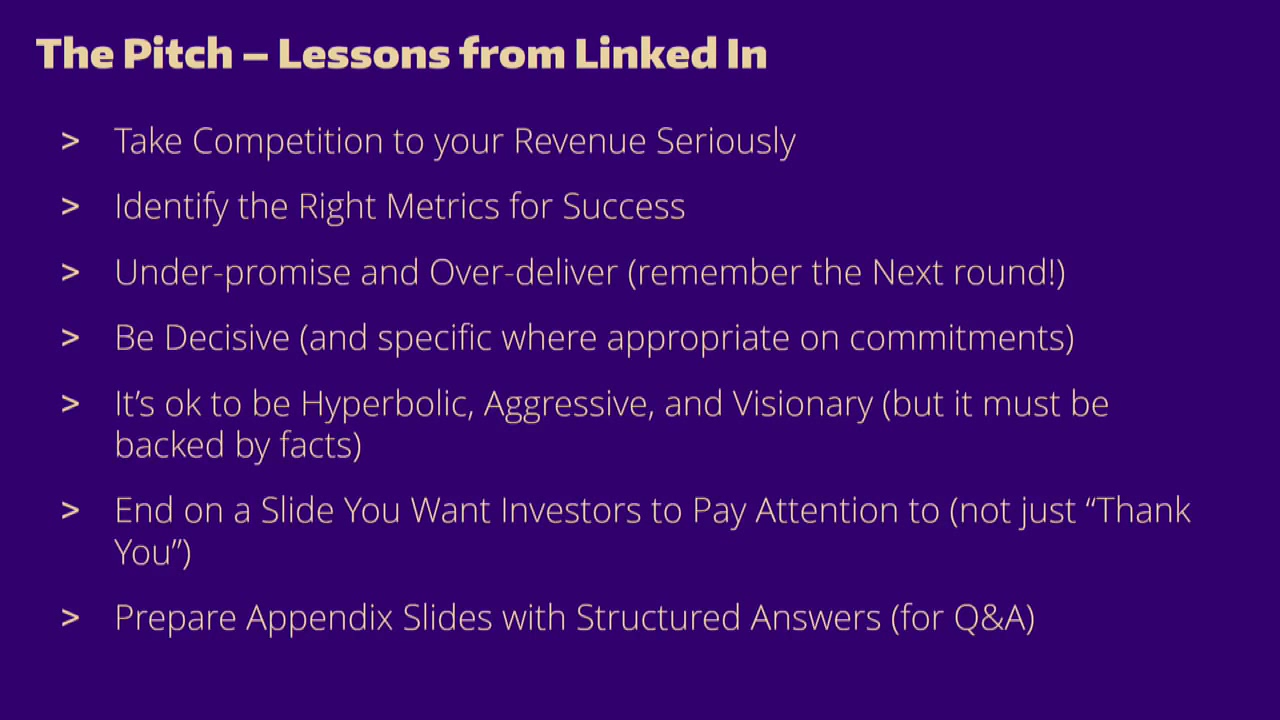 The Pitch – Lessons from Linked In
> Take Competition to your Revenue Seriously
> Identify the Right Metrics for Success
> Under-promise and Over-deliver (remember the Next round!)
> Be Decisive (and specific where appropriate on commitments)
> It’s ok to be Hyperbolic, Aggressive, and Visionary (but it must be
backed by facts)
> End on a Slide You Want Investors to Pay Attention to (not just “Thank
You”)
> Prepare Appendix Slides with Structured Answers (for Q&A)